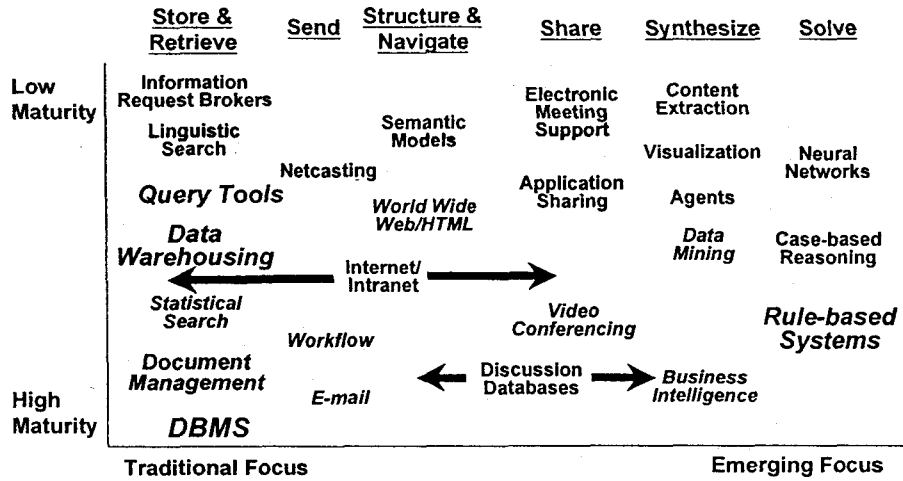 Store &
Retrieve
Send
Structure &
Navigate
Share
Synthesize
Solve
Low
Maturity
Information
Request Brokers
Linguistic
Search
Query Tools
Data
Warehousing
Statistical
Search
Document
Management
DBMS
Netcasting
Workflow
E-mail
Semantic
Models
World Wide
Web/HTML
Internet/
Intranet
Electronic
Meeting
Support
Application
Sharing
Video
Conferencing
Discussion
Databases
Content
Extraction
Visualization
Agents
Data
Mining
Business
Intelligence
Neural
Networks
Case-based
Reasoning
Rule-based
Systems
High
Maturity
Traditional Focus
Emerging Focus